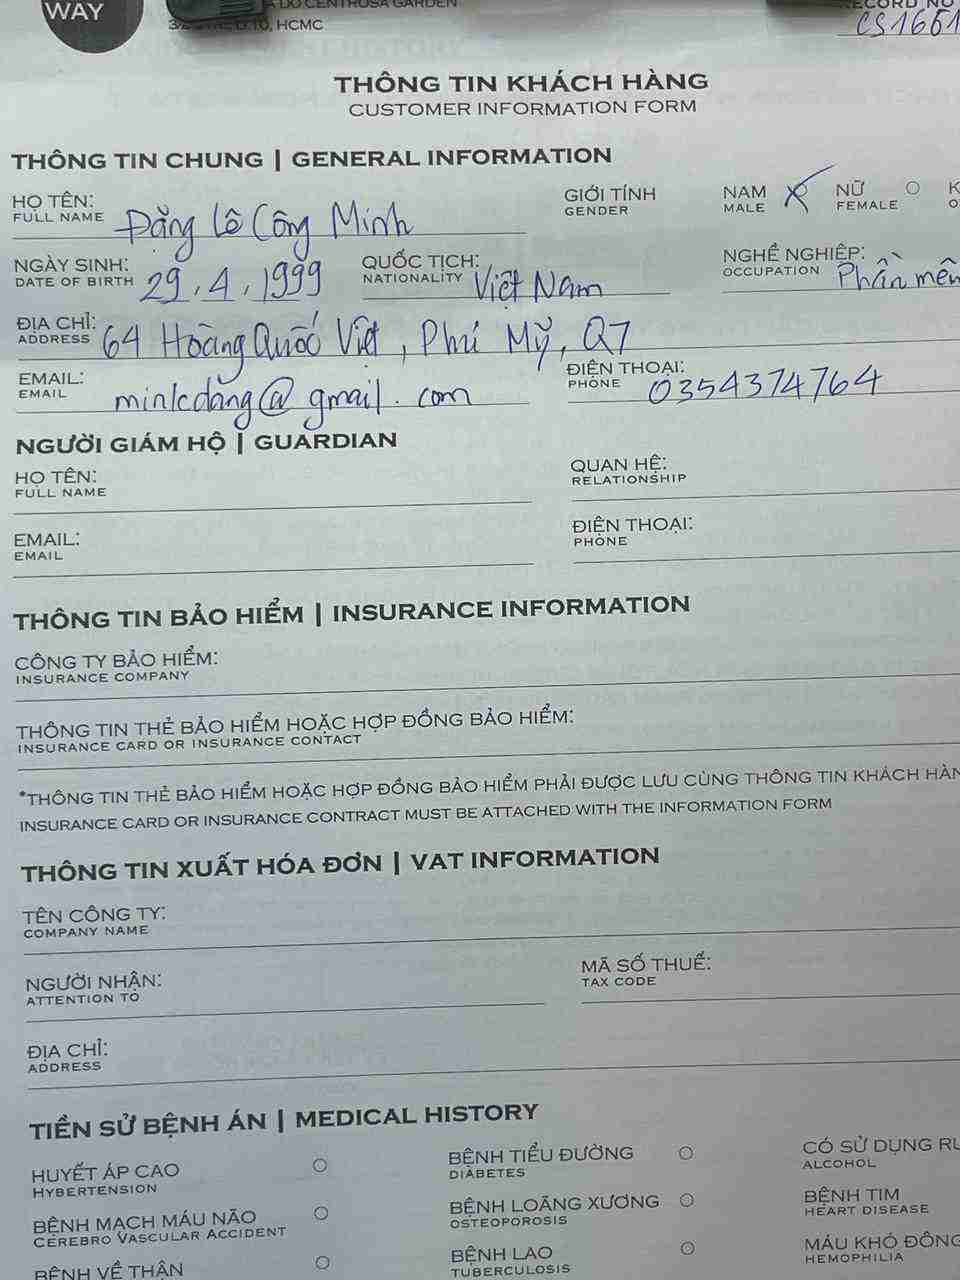 WAY
DO CENTROSA GARDEN
HCMC
RECORD NO
THÔNG TIN KHÁCH HÀNG
CUSTOMER INFORMATION FORM
THÔNG TIN CHUNG | GENERAL INFORMATION
HỌ TÊN: Đặng Lê Công Minh GIỚI TÍNH NAM NỮ
FULL NAME GENDER MALE FEMALE
NGÀY SINH: 29.4.1999 QUỐC TỊCH: Việt Nam NGHỀ NGHIỆP:
DATE OF BIRTH NATIONALITY OCCUPATION Phần
ĐỊA CHỈ: 64 Hoàng Quốc Việt, Phú Mỹ, Q7
ADDRESS
EMAIL: ĐIỆN THOẠI: 0354374764
EMAIL @gmail.com PHONE
NGƯỜI GIÁM HỘ | GUARDIAN
HỌ TÊN: QUAN HỆ:
FULL NAME RELATIONSHIP
EMAIL: ĐIỆN THOẠI:
EMAIL PHONE
THÔNG TIN BẢO HIỂM | INSURANCE INFORMATION
CÔNG TY BẢO HIỂM:
INSURANCE COMPANY
THÔNG TIN THẺ BẢO HIỂM HOẶC HỢP ĐỒNG BẢO HIỂM:
INSURANCE CARD OR INSURANCE CONTACT
*THÔNG TIN THẺ BẢO HIỂM HOẶC HỢP ĐỒNG BẢO HIỂM PHẢI ĐƯỢC LƯU CÙNG THÔNG TIN KHÁCH HÀN
INSURANCE CARD OR INSURANCE CONTRACT MUST BE ATTACHED WITH THE INFORMATION FORM
THÔNG TIN XUẤT HÓA ĐƠN | VAT INFORMATION
TÊN CÔNG TY:
COMPANY NAME
NGƯỜI NHẬN: MÃ SỐ THUẾ:
ATTENTION TO TAX CODE
ĐỊA CHỈ:
ADDRESS
TIỀN SỬ BỆNH ÁN | MEDICAL HISTORY
HUYẾT ÁP CAO BỆNH TIỂU ĐƯỜNG CÓ SỬ DỤNG
HYBERTENSION DIABETES ALCOHOL
BỆNH MẠCH MÁU NÃO BỆNH LOÃNG XƯƠNG BỆNH TIM
CEREBRO VASCULAR ACCIDENT OSTEOPOROSIS HEART DISEASE
BỆNH VỀ THẬN BỆNH LAO MÁU KHÓ ĐÔNG
TUBERCULOSIS HEMOPHILIA